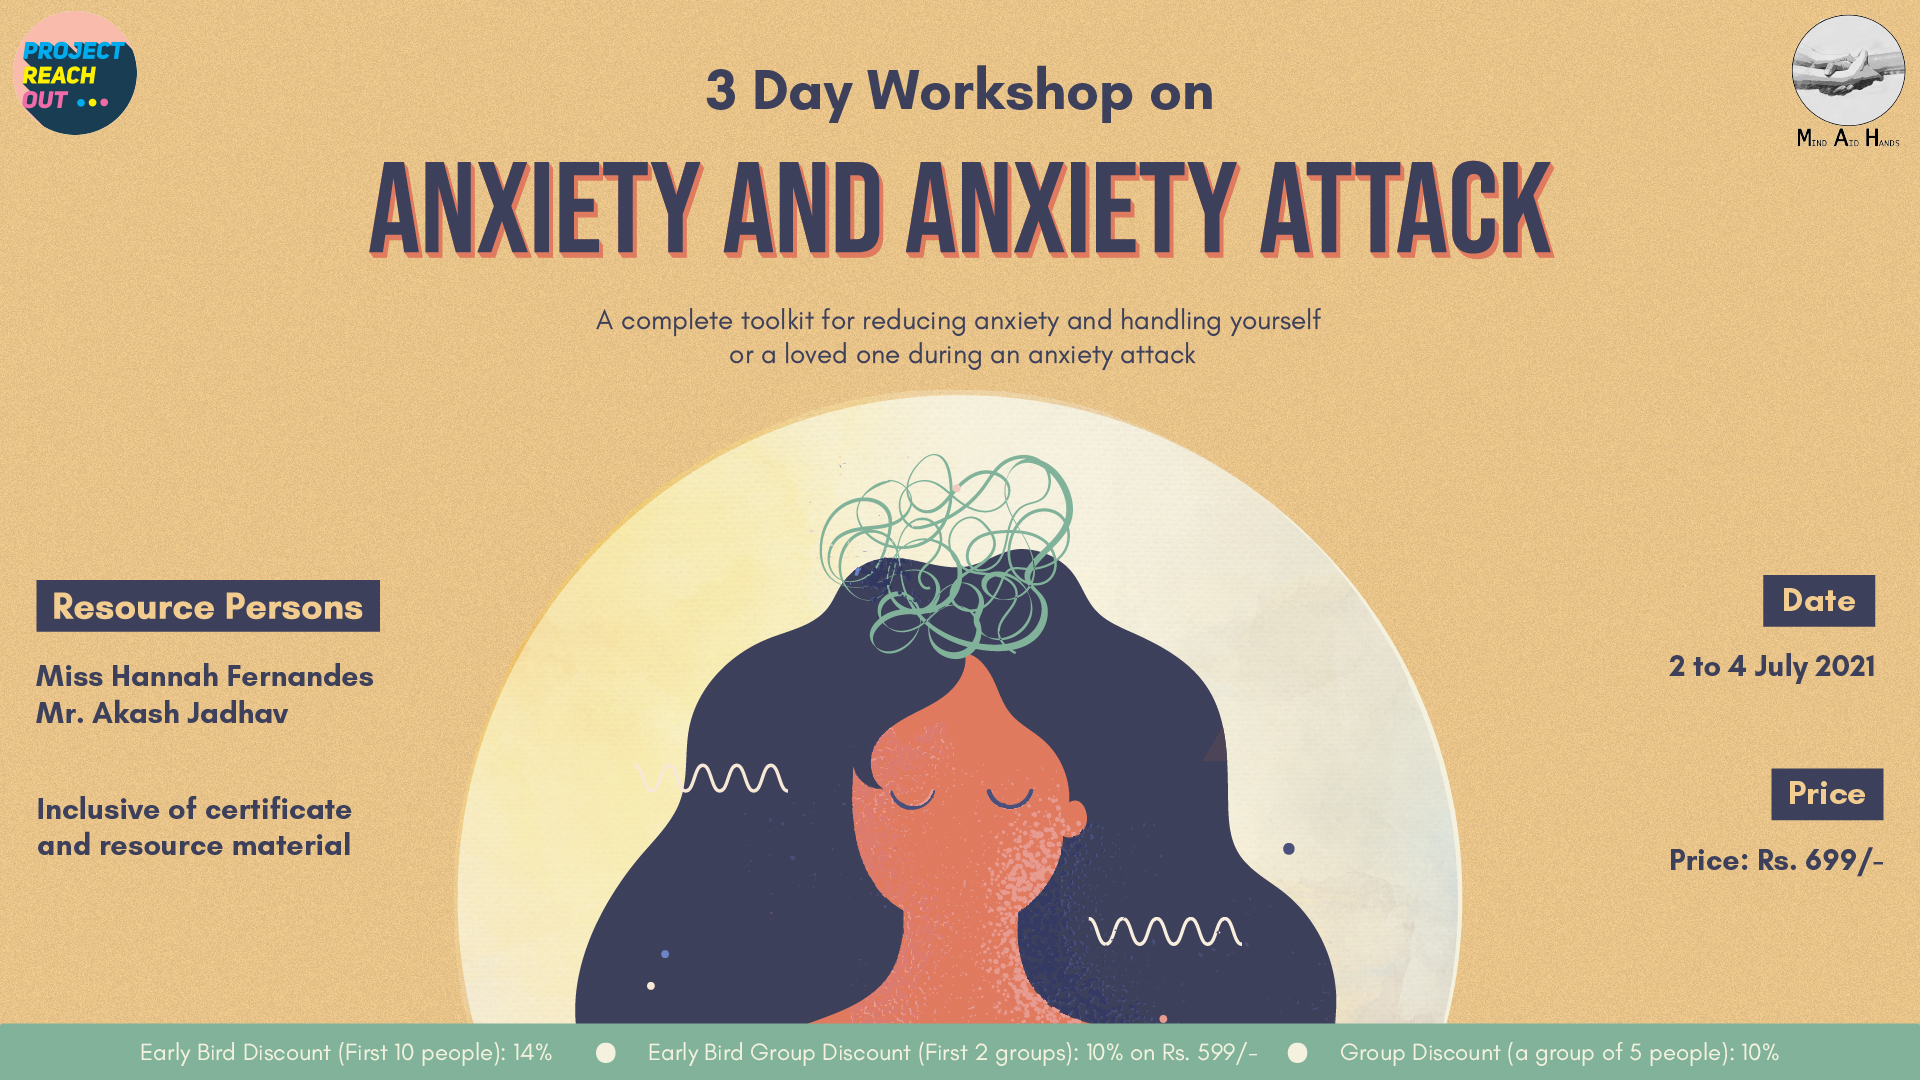 PROJECT
REACH
OUT
MIND AID HANDS
3 Day Workshop on
ANXIETY AND ANXIETY ATTACK
A complete toolkit for reducing anxiety and handling yourself
or a loved one during an anxiety attack
Resource Persons
Miss Hannah Fernandes
Mr. Akash Jadhav
Inclusive of certificate
and resource material
Date
2 to 4 July 2021
Price
Price: Rs. 699/-
Early Bird Discount (First 10 people): 14%
Early Bird Group Discount (First 2 groups): 10% on Rs. 599/-
Group Discount (a group of 5 people): 10%